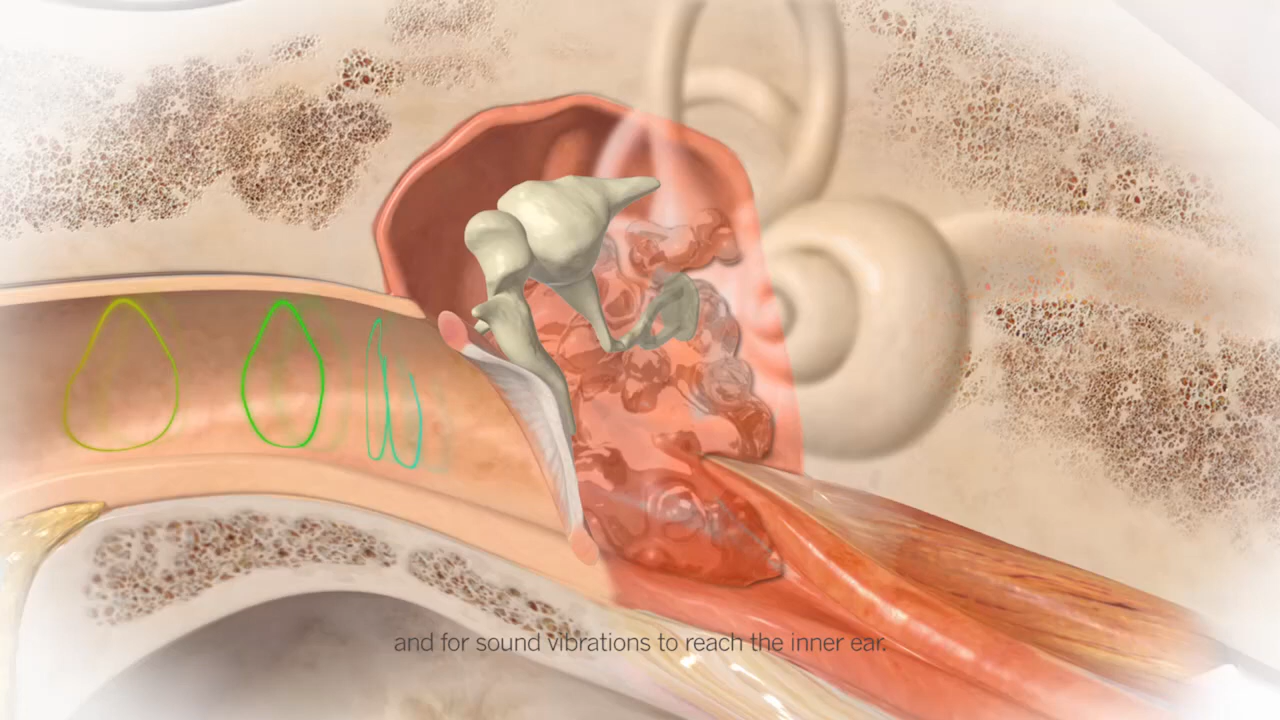 and for sound vibrations to reach the inner ear.